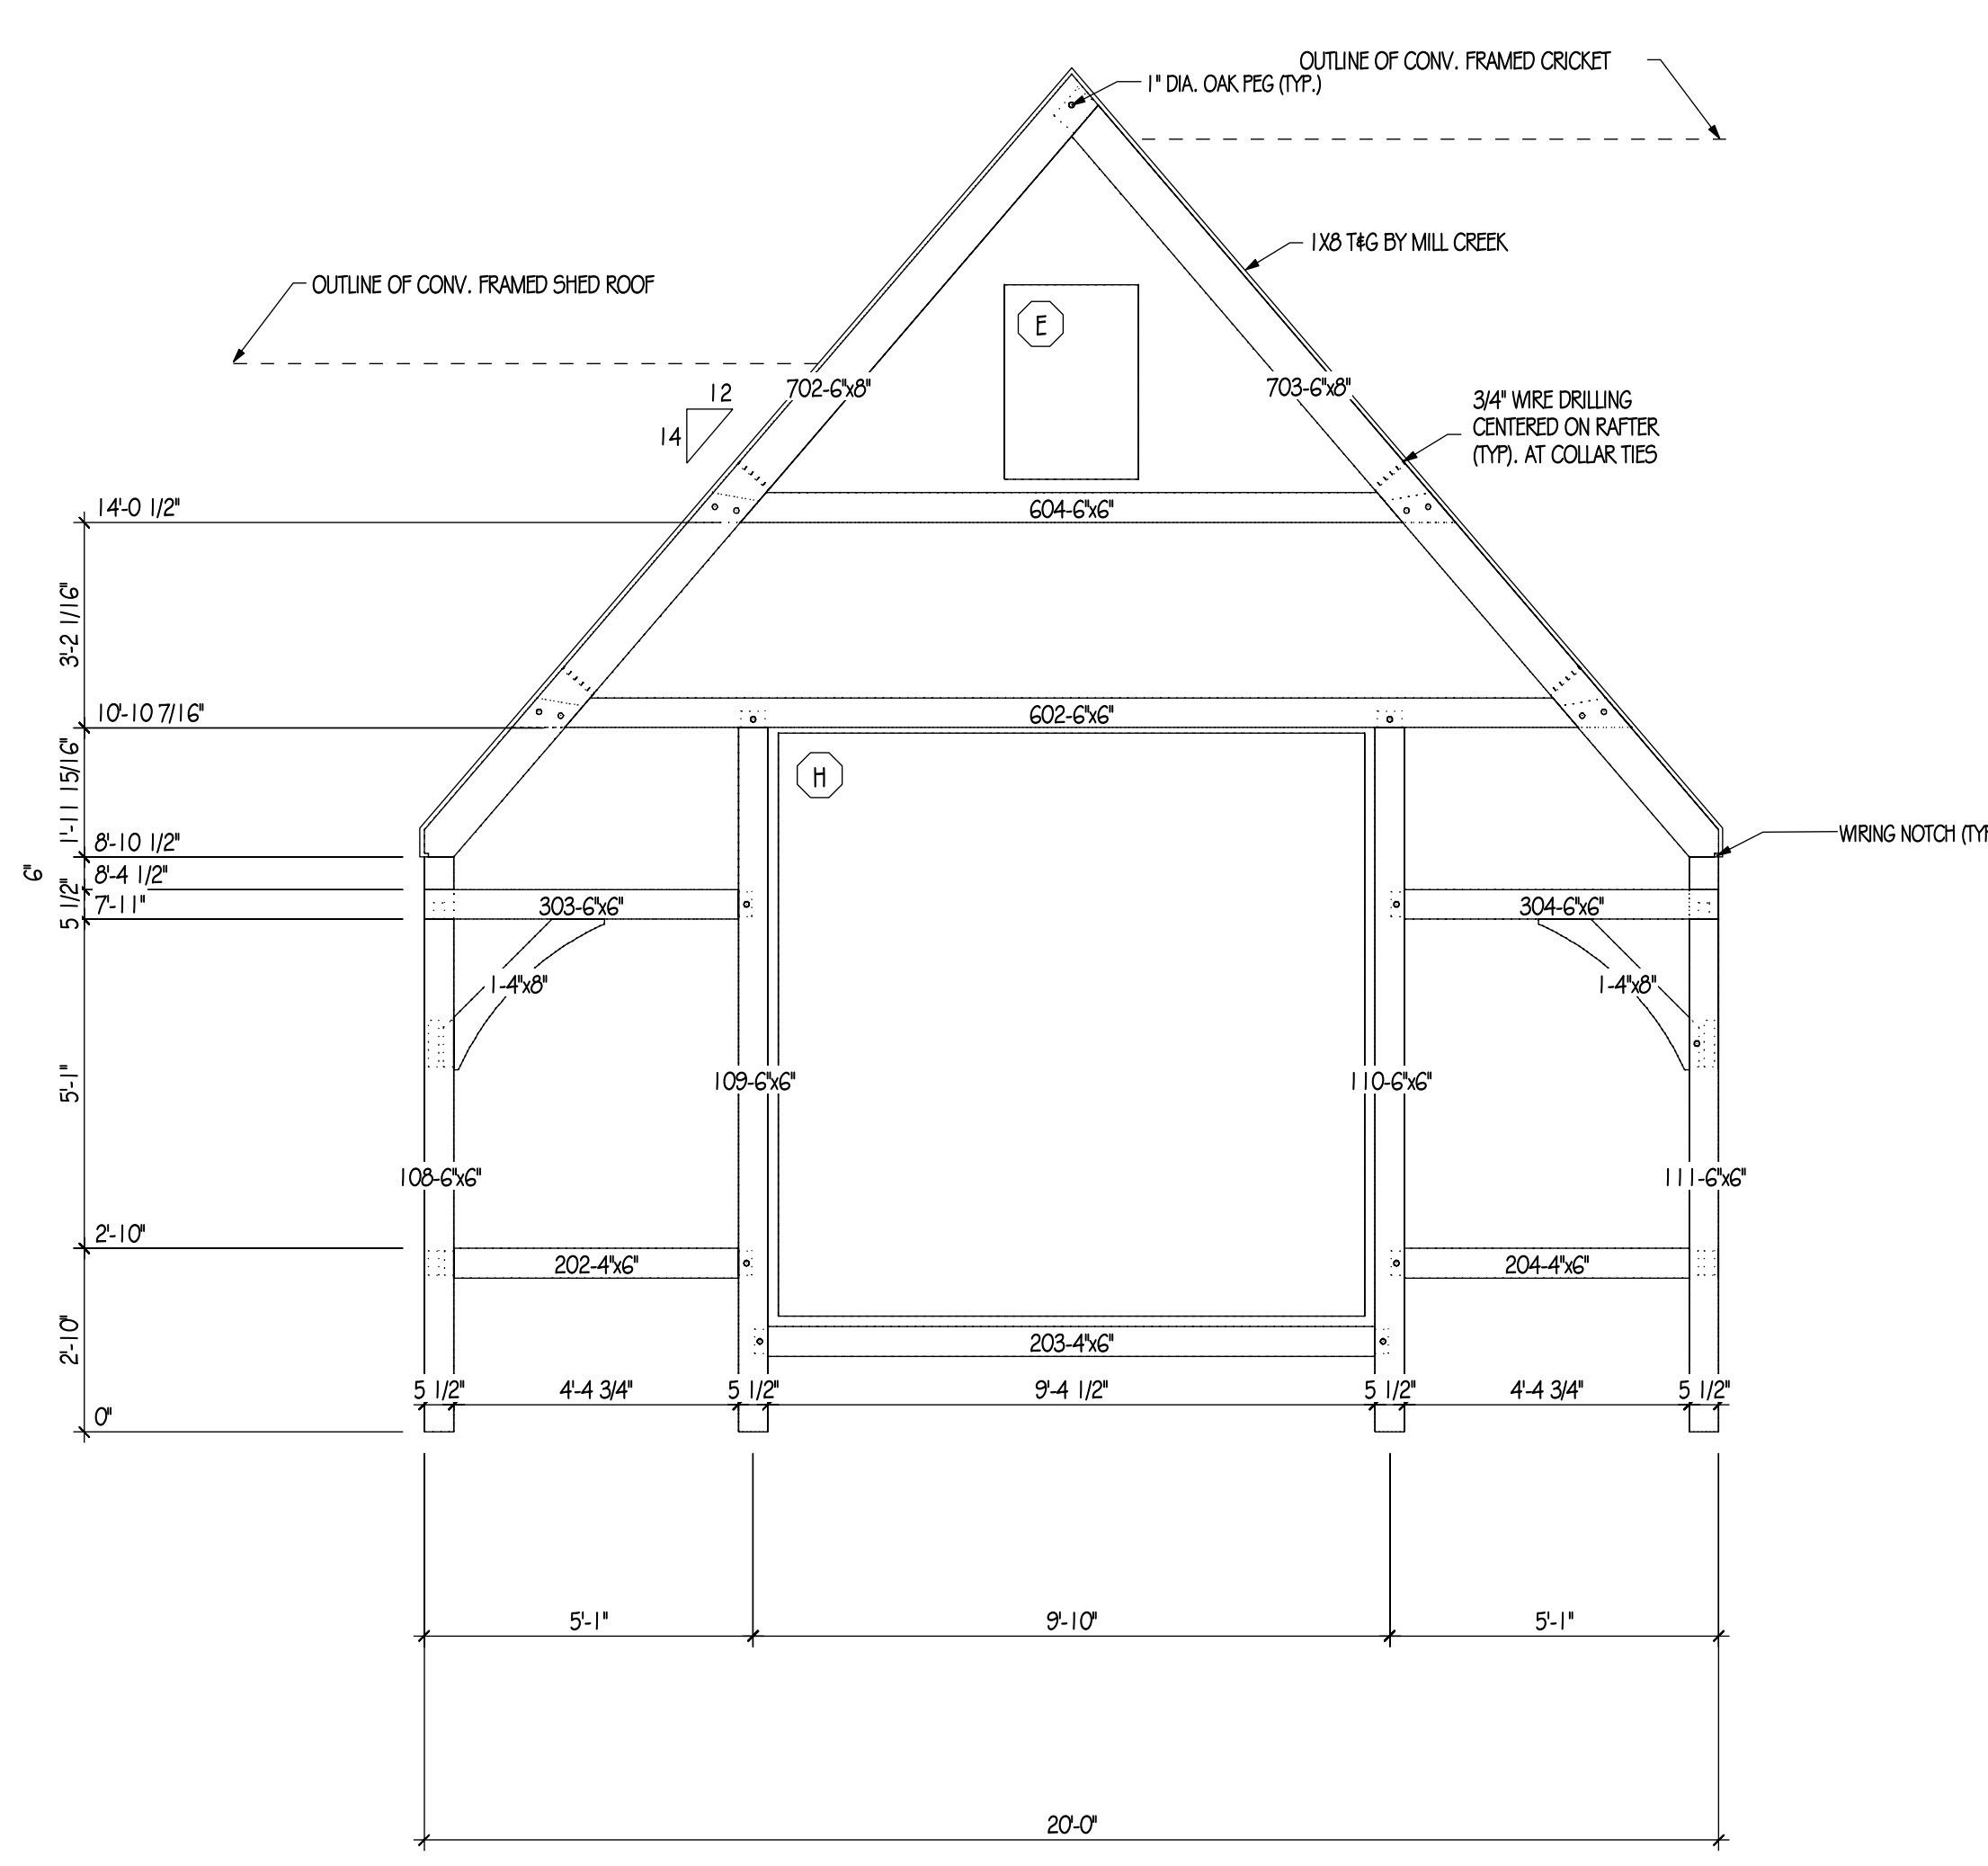 OUTLINE OF CONV. FRAMED CRICKET
1" DIA. OAK PEG (TYP.)
1X8 T&G BY MILL CREEK
OUTLINE OF CONV. FRAMED SHED ROOF
E
702-6"x8"
703-6"x8"
12
14
3/4" WIRE DRILLING
CENTERED ON RAFTER
(TYP). AT COLLAR TIES
14'-0 1/2"
604-6"x6"
3'-2 1/16"
10'-10 7/16"
602-6"x6"
H
1'-11 15/16"
8'-10 1/2"
WIRING NOTCH (TYP
6"
8'-4 1/2"
5 1/2"
7'-11"
303-6"x6"
304-6"x6"
1-4"x8"
1-4"x8"
5'-1"
109-6"x6"
110-6"x6"
108-6"x6"
111-6"x6"
2'-10"
202-4"x6"
204-4"x6"
2'-10"
203-4"x6"
5 1/2"
4'-4 3/4"
5 1/2"
9'-4 1/2"
5 1/2"
4'-4 3/4"
5 1/2"
0"
5'-1"
9'-10"
5'-1"
20'-0"